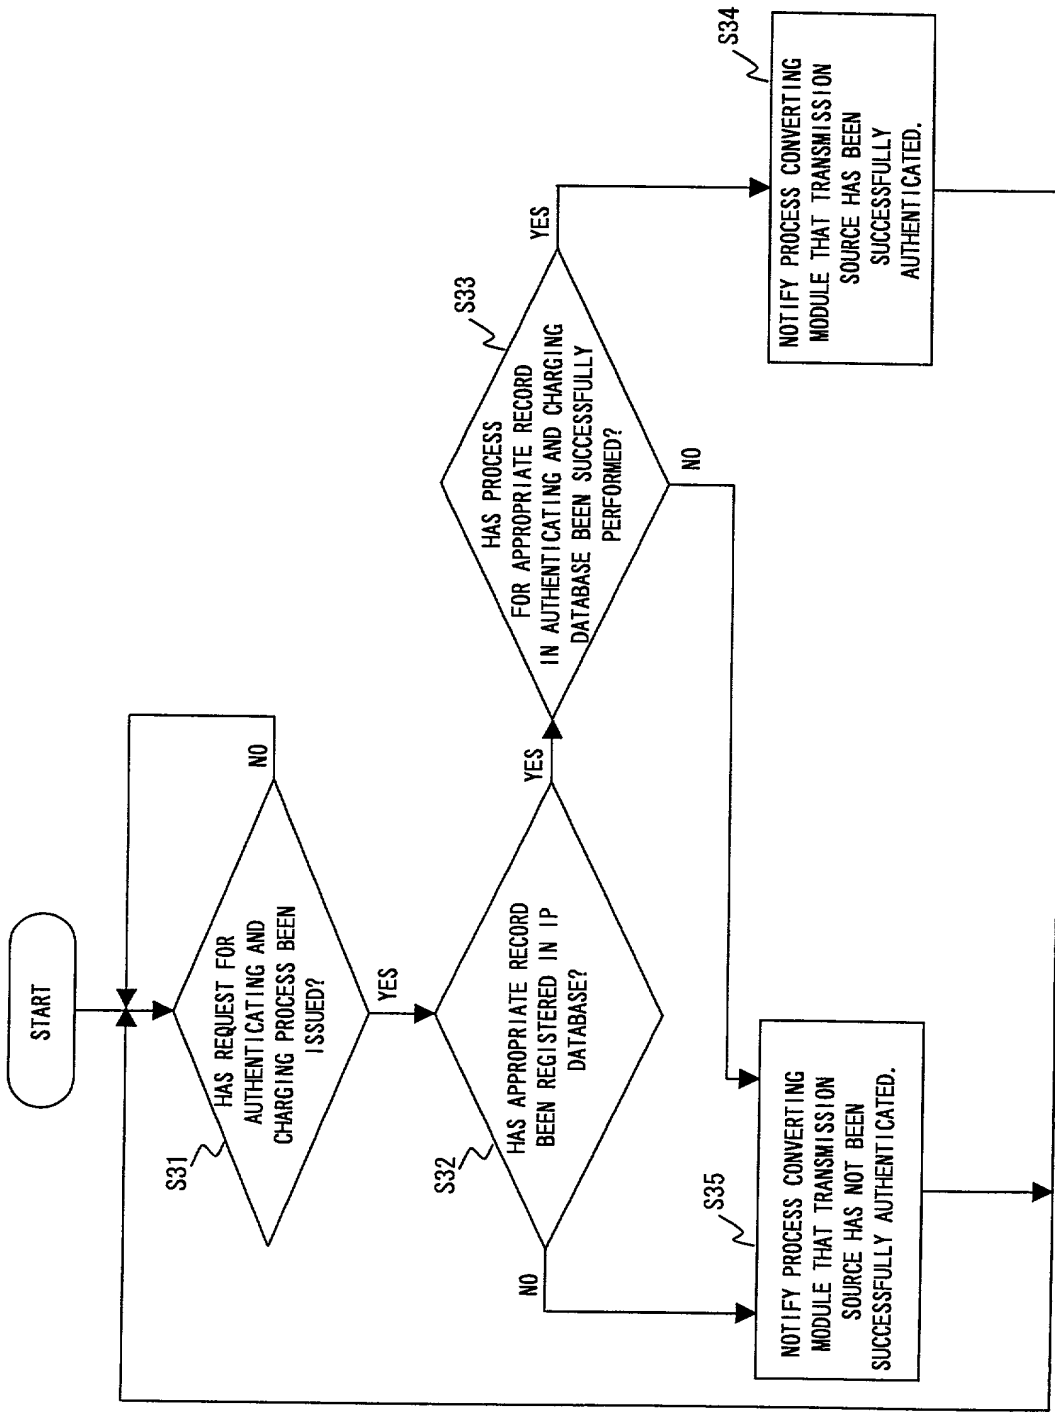 START
HAS REQUEST FOR
AUTHENTICATING AND
CHARGING PROCESS BEEN
ISSUED?
S31
NO
YES
S32
HAS APPROPRIATE RECORD
BEEN REGISTERED IN IP
DATABASE?
NO
YES
S33
HAS PROCESS
FOR APPROPRIATE RECORD
IN AUTHENTICATING AND CHARGING
DATABASE BEEN SUCCESSFULLY
PERFORMED?
YES
NO
S34
NOTIFY PROCESS CONVERTING
MODULE THAT TRANSMISSION
SOURCE HAS BEEN
SUCCESSFULLY
AUTHENTICATED.
S35
NOTIFY PROCESS CONVERTING
MODULE THAT TRANSMISSION
SOURCE HAS NOT BEEN
SUCCESSFULLY AUTHENTICATED.